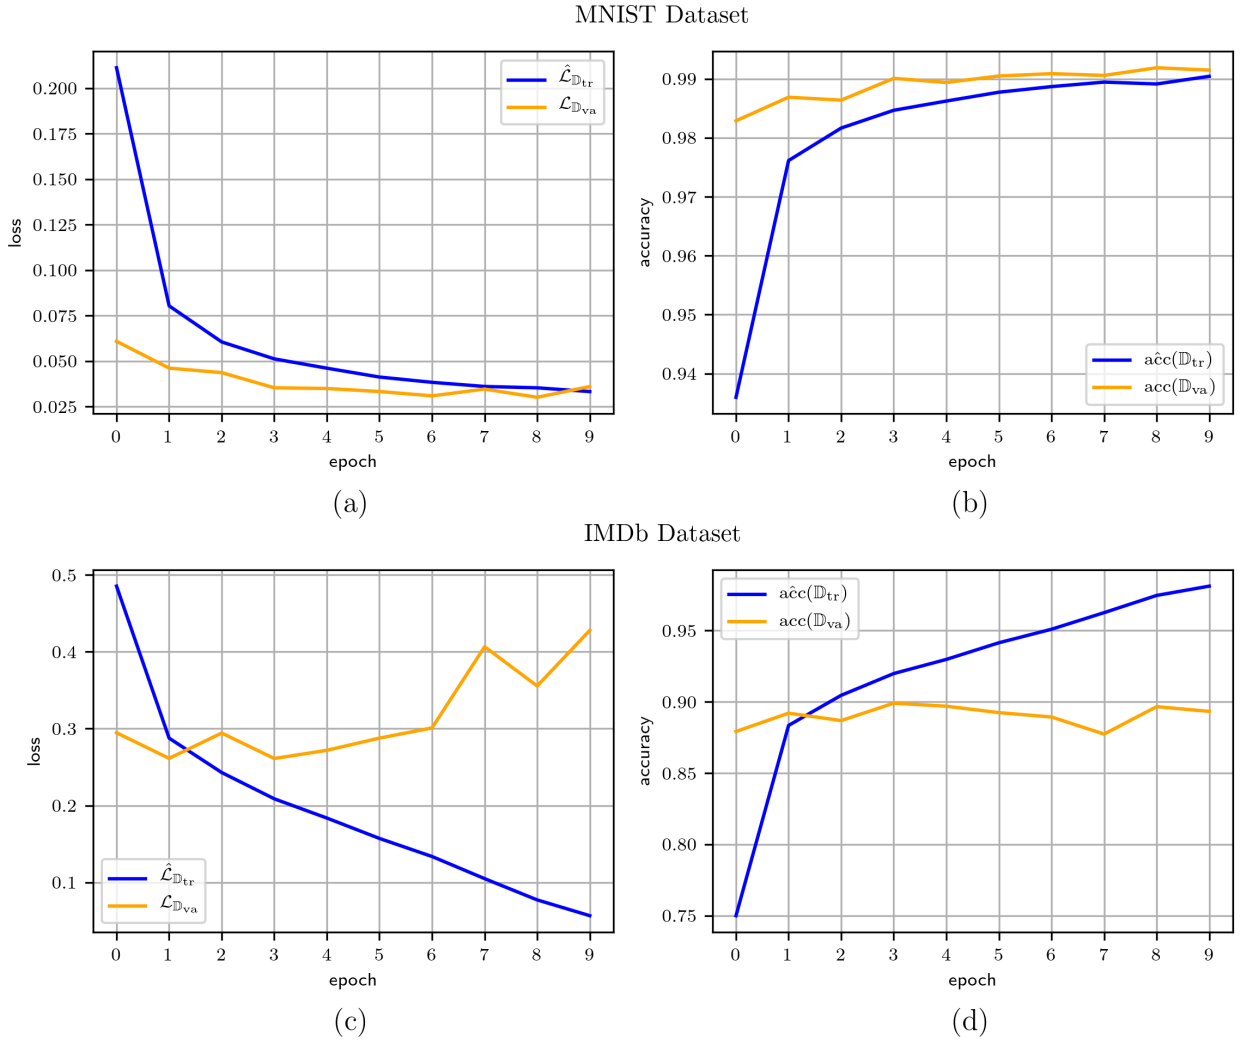 MNIST Dataset
0.200
0.175
0.150
0.125
0.100
0.075
0.050
0.025
loss
0 1 2 3 4 5 6 7 8 9
epoch
ℒ̂𝔻tr
ℒ𝔻va
(a)
0.99
0.98
0.97
0.96
0.95
0.94
accuracy
0 1 2 3 4 5 6 7 8 9
epoch
aĉc(𝔻tr)
acc(𝔻va)
(b)
IMDb Dataset
0.5
0.4
0.3
0.2
0.1
loss
0 1 2 3 4 5 6 7 8 9
epoch
ℒ̂𝔻tr
ℒ𝔻va
(c)
0.95
0.90
0.85
0.80
0.75
accuracy
0 1 2 3 4 5 6 7 8 9
epoch
aĉc(𝔻tr)
acc(𝔻va)
(d)